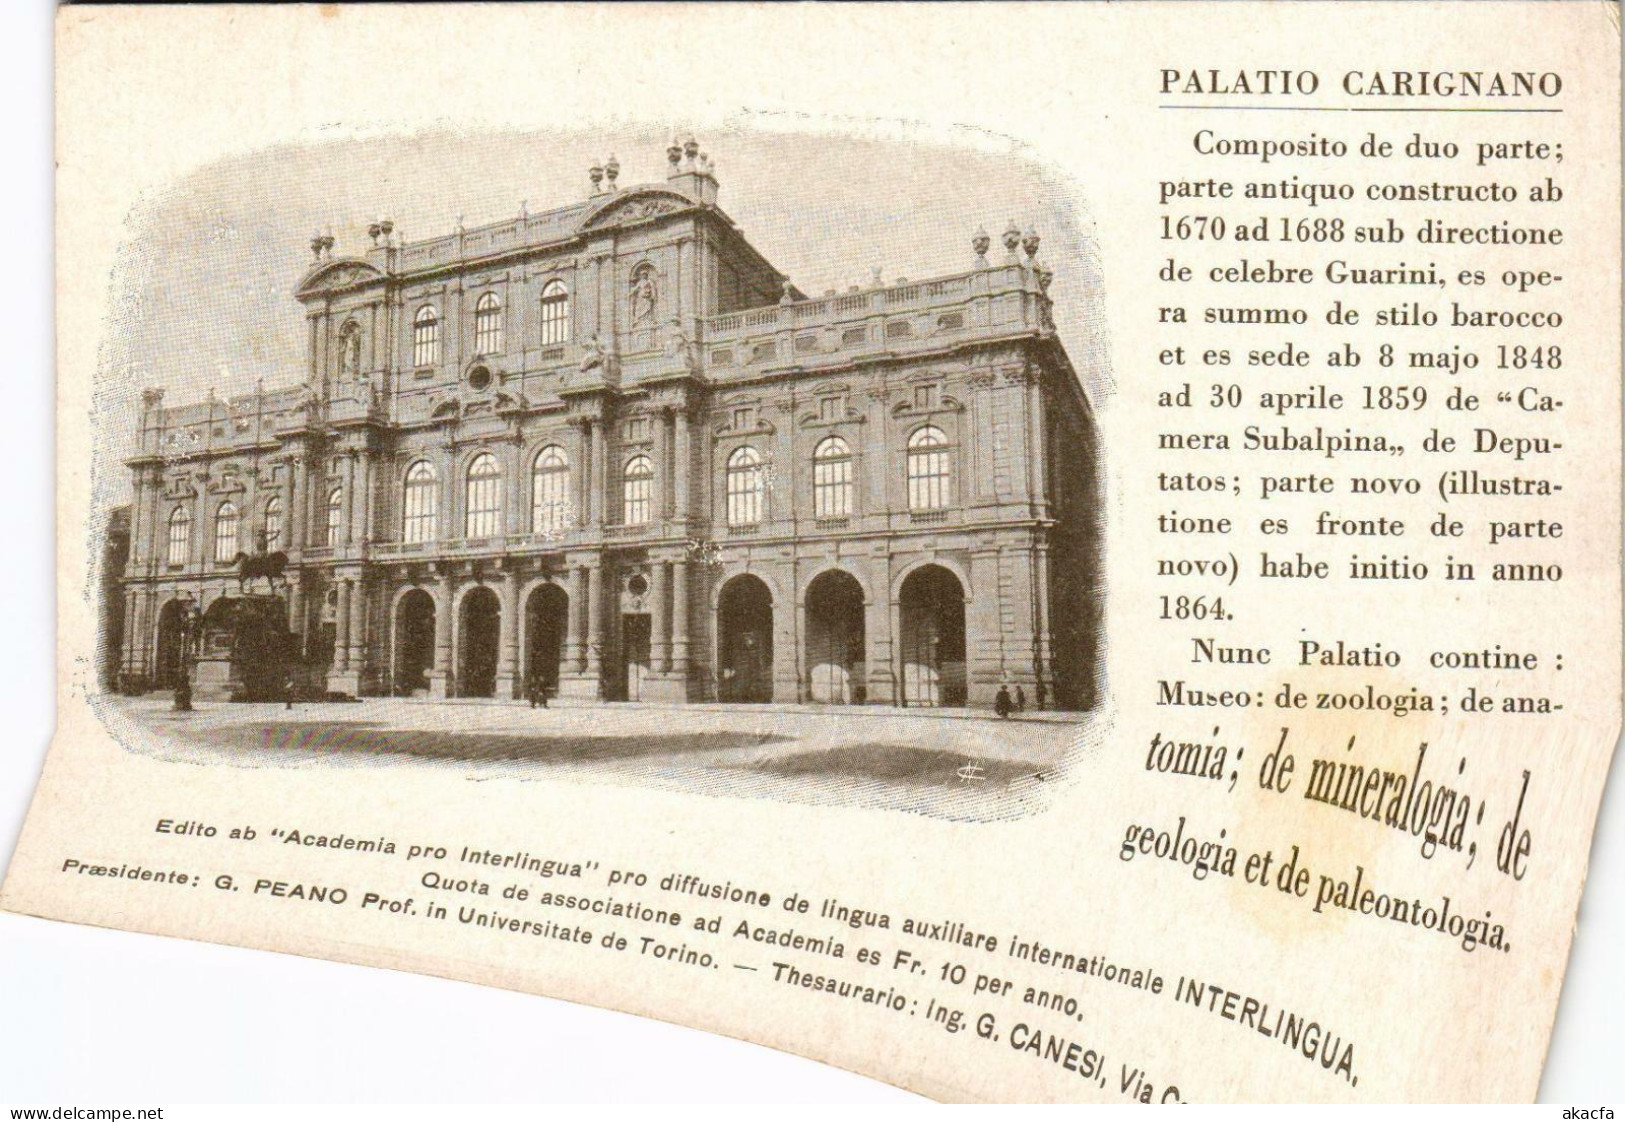 PALATIO CARIGNANO
Composito de duo parte;
parte antiquo constructo ab
1670 ad 1688 sub directione
de celebre Guarini, es ope-
ra summo de stilo barocco
et es sede ab 8 majo 1848
ad 30 aprile 1859 de “Ca-
mera Subalpina„ de Depu-
tatos; parte novo (illustra-
tione es fronte de parte
novo) habe initio in anno
1864.
Nunc Palatio contine :
Museo: de zoologia; de ana-
tomia; de mineralogia; de
geologia et de paleontologia.
Edito ab "Academia pro Interlingua" pro diffusione de lingua auxiliare internationale INTERLINGUA.
Quota de associatione ad Academia es Fr. 10 per anno.
Præsidente: G. PEANO Prof. in Universitate de Torino. — Thesaurario: Ing. G. CANESI, Via
delcampe.net
akacfa